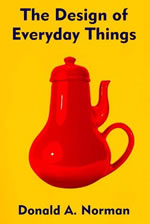 The Design of
Everyday Things
Donald A. Norman